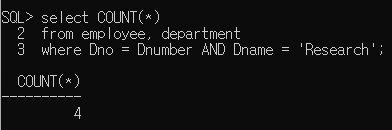 SQL> select COUNT(*)
  2  from employee, department
  3  where Dno = Dnumber AND Dname = 'Research';
  COUNT(*)
----------
         4